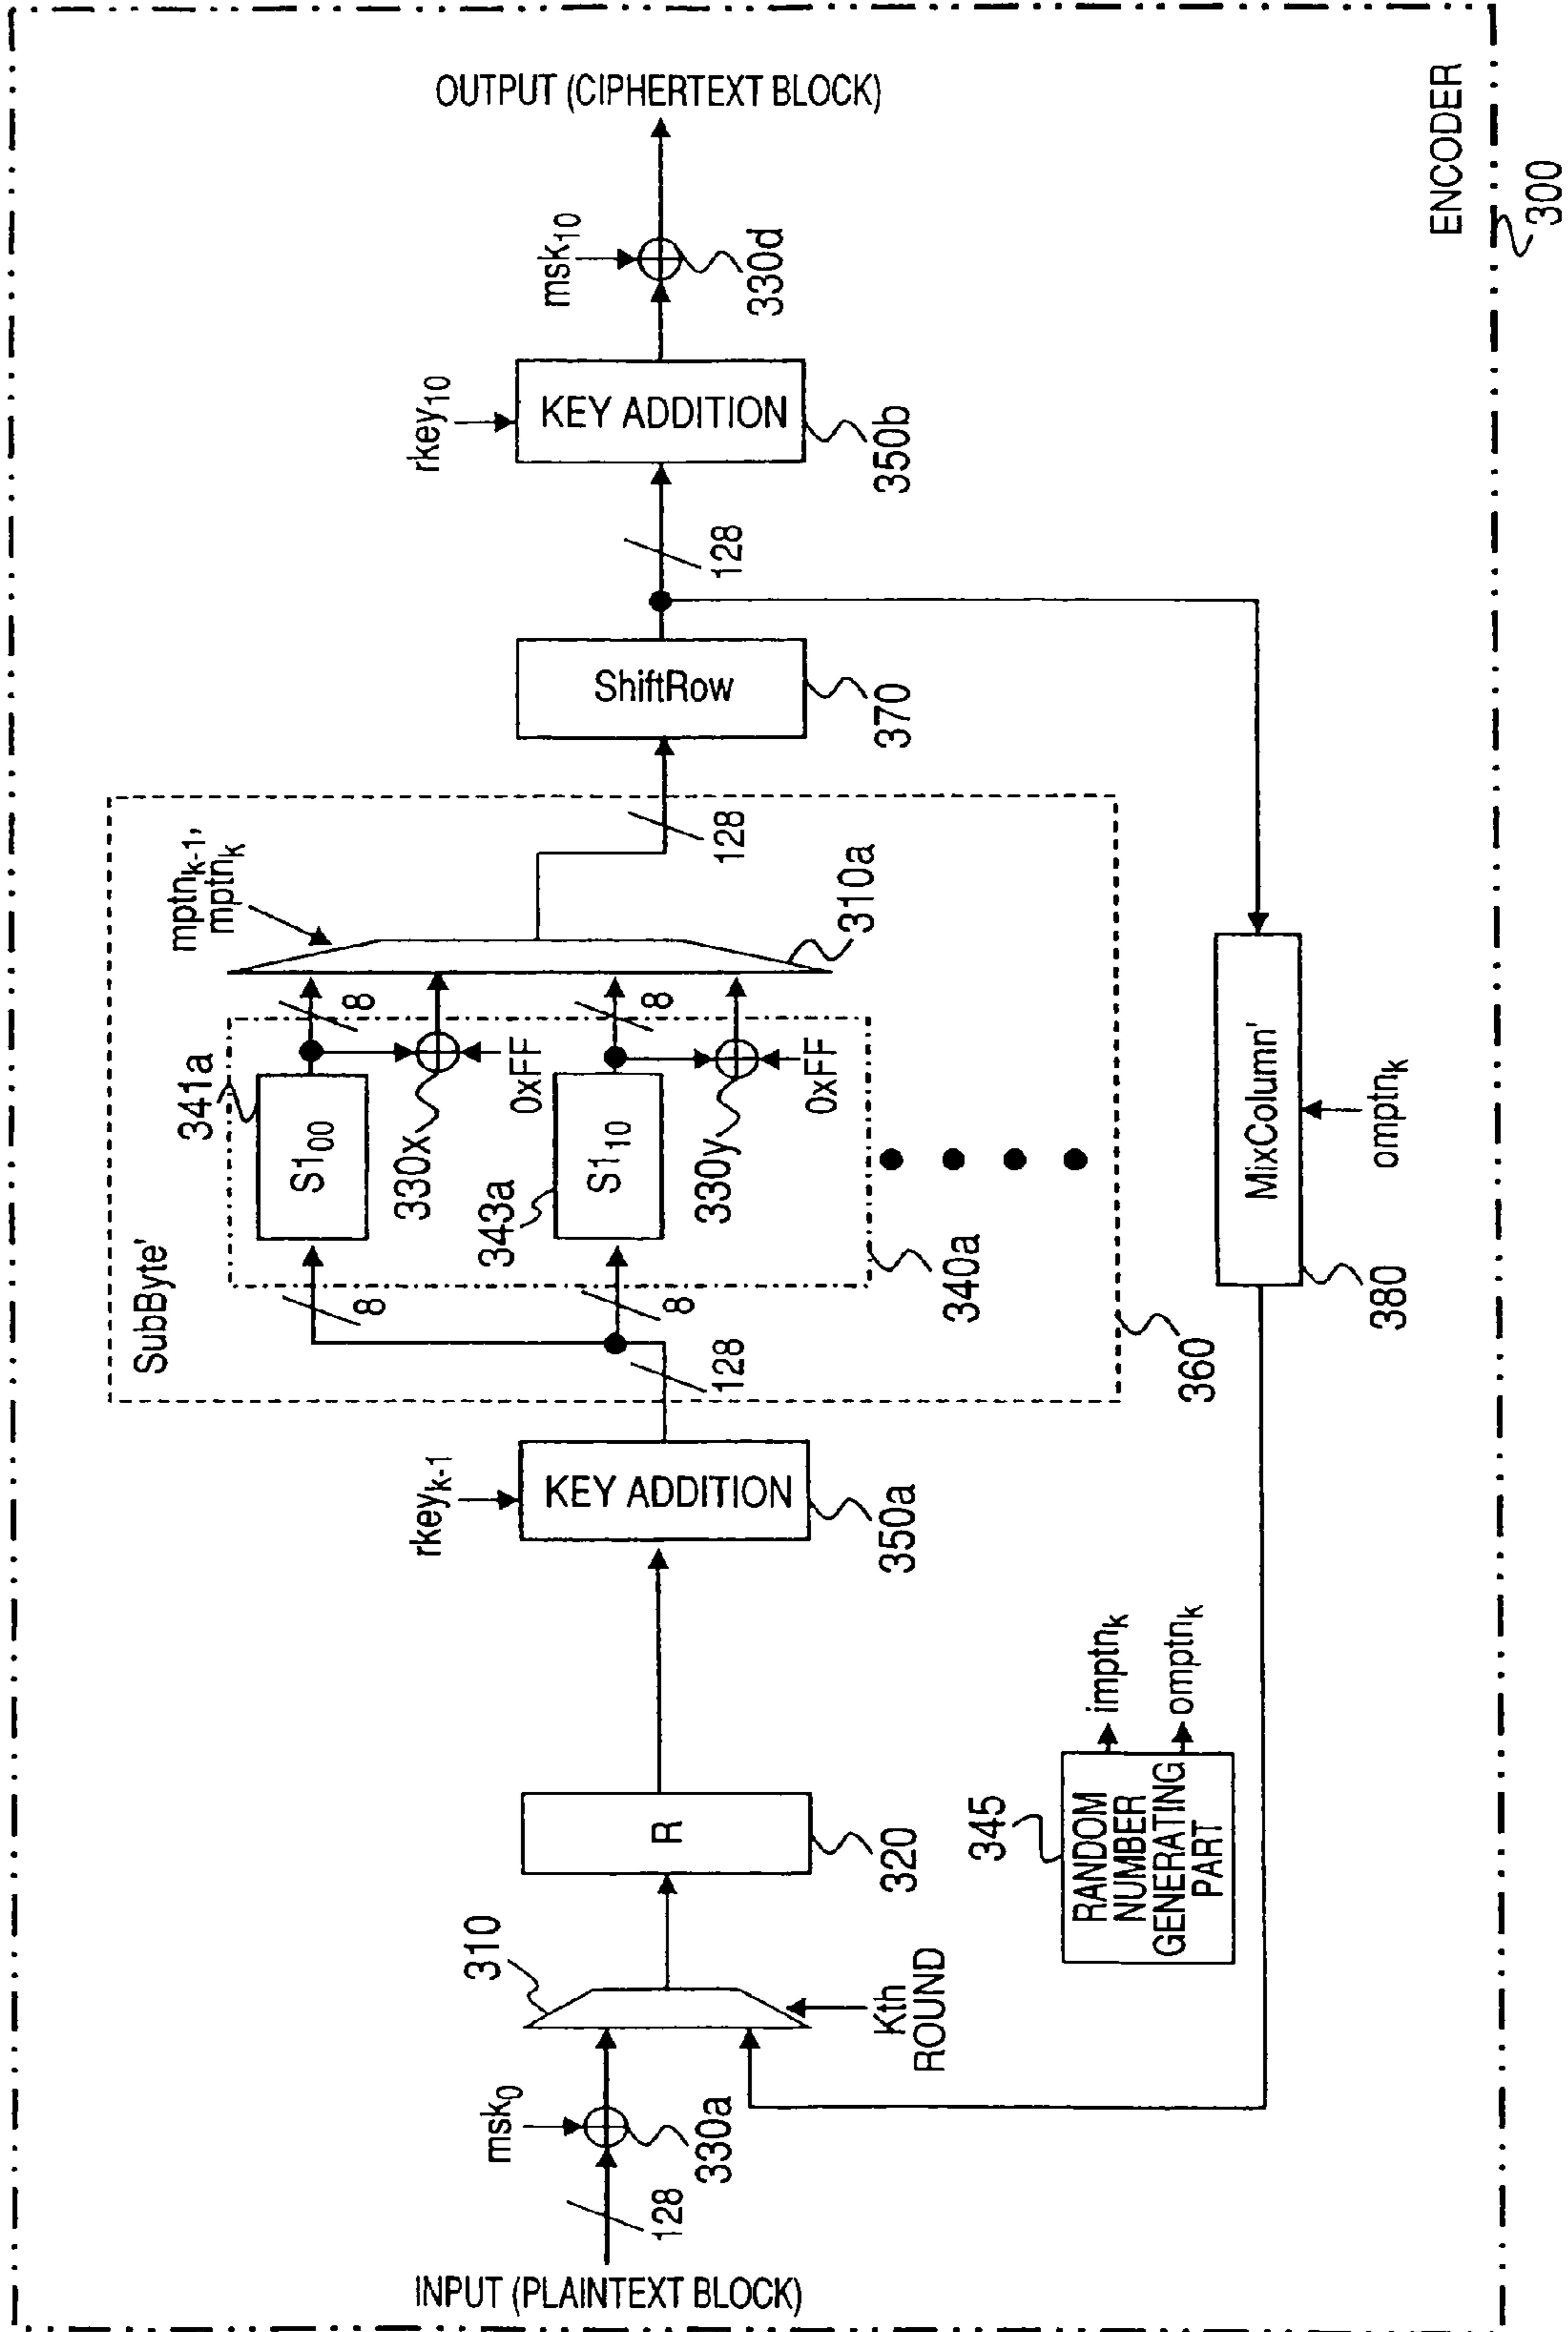 INPUT (PLAINTEXT BLOCK)
128
msk0
330a
310
Kth
ROUND
R
320
345
RANDOM
NUMBER
GENERATING
PART
imptnk
omptnk
rkeyk-1
KEY ADDITION
350a
SubByte'
128
8
8
341a
S100
330x
0xFF
343a
S110
330y
0xFF
340a
360
8
8
mptnk-1,
mptnk
310a
128
ShiftRow
370
MixColumn'
380
omptnk
128
rkey10
KEY ADDITION
350b
msk10
330d
OUTPUT (CIPHERTEXT BLOCK)
ENCODER
300